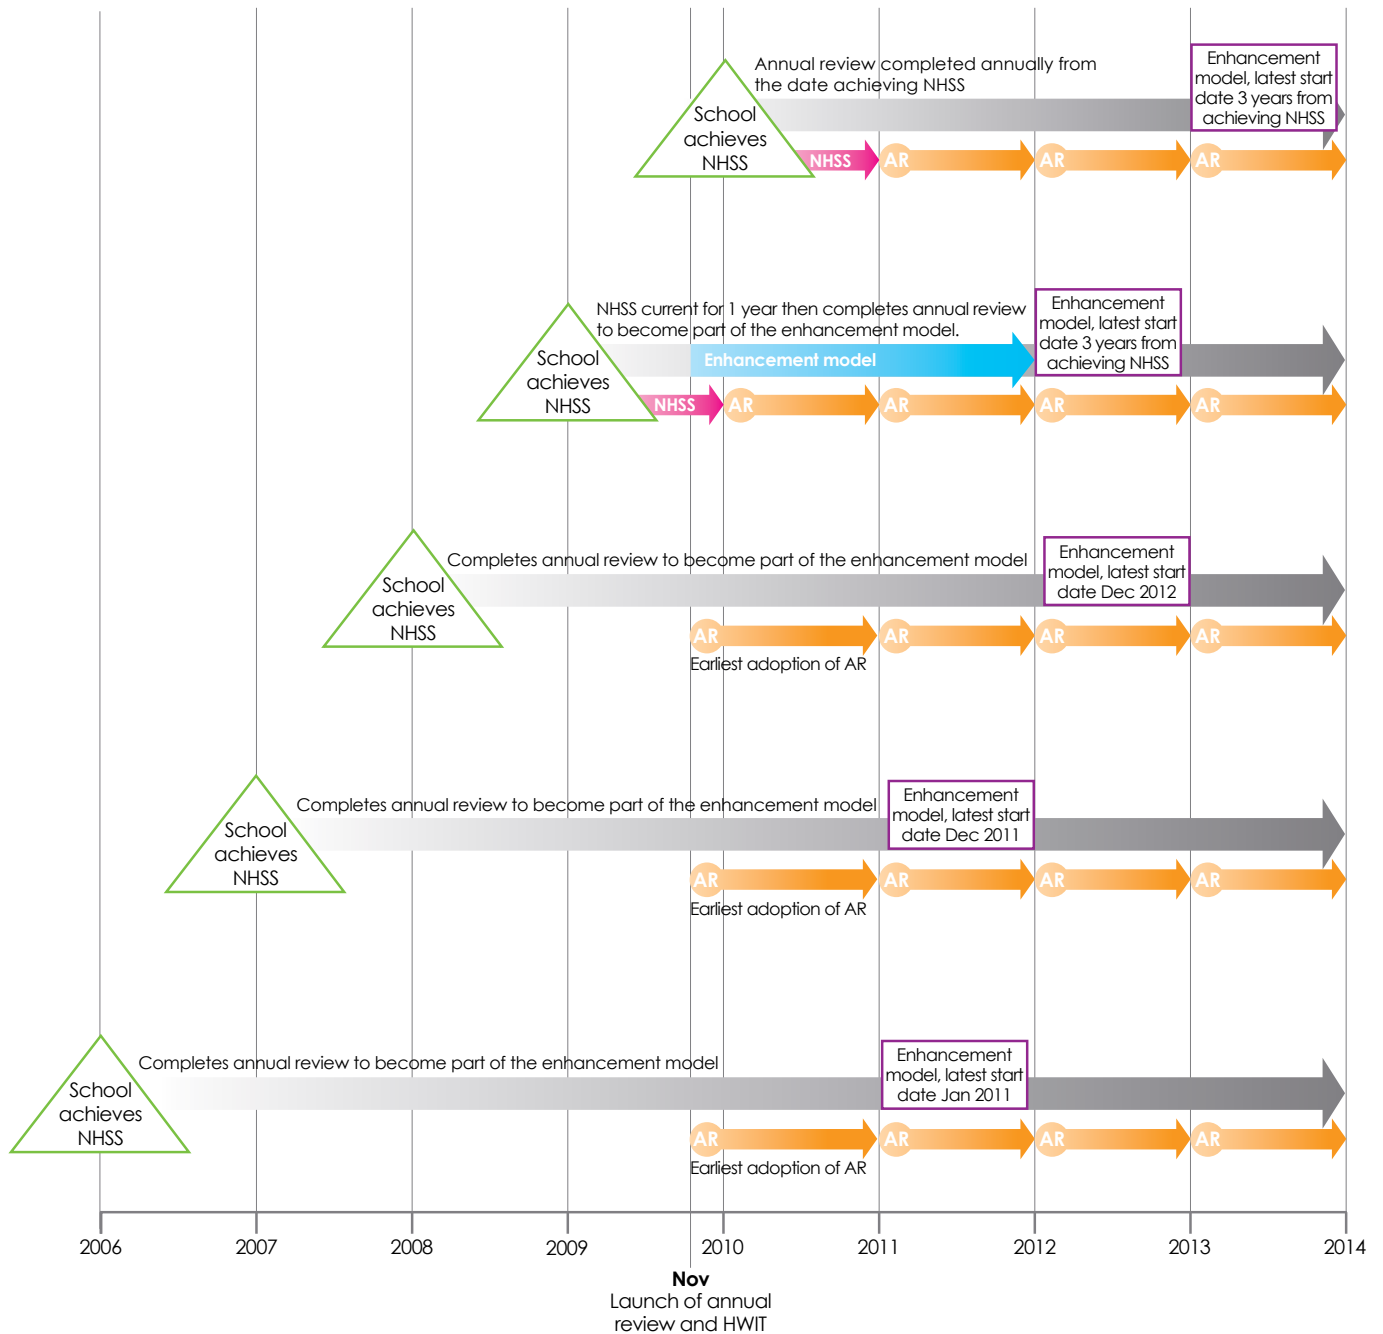 Annual review completed annually from
the date achieving NHSS
Enhancement
model, latest start
date 3 years from
achieving NHSS
School
achieves
NHSS
NHSS
AR
AR
AR
NHSS current for 1 year then completes annual review
to become part of the enhancement model.
Enhancement
model, latest start
date 3 years from
achieving NHSS
School
achieves
NHSS
Enhancement model
NHSS
AR
AR
AR
AR
Completes annual review to become part of the enhancement model
Enhancement
model, latest start
date Dec 2012
School
achieves
NHSS
AR
AR
AR
AR
Earliest adoption of AR
Completes annual review to become part of the enhancement model
Enhancement
model, latest start
date Dec 2011
School
achieves
NHSS
AR
AR
AR
AR
Earliest adoption of AR
Completes annual review to become part of the enhancement model
Enhancement
model, latest start
date Jan 2011
School
achieves
NHSS
AR
AR
AR
AR
Earliest adoption of AR
2006
2007
2008
2009
2010
2011
2012
2013
2014
Nov
Launch of annual
review and HWIT